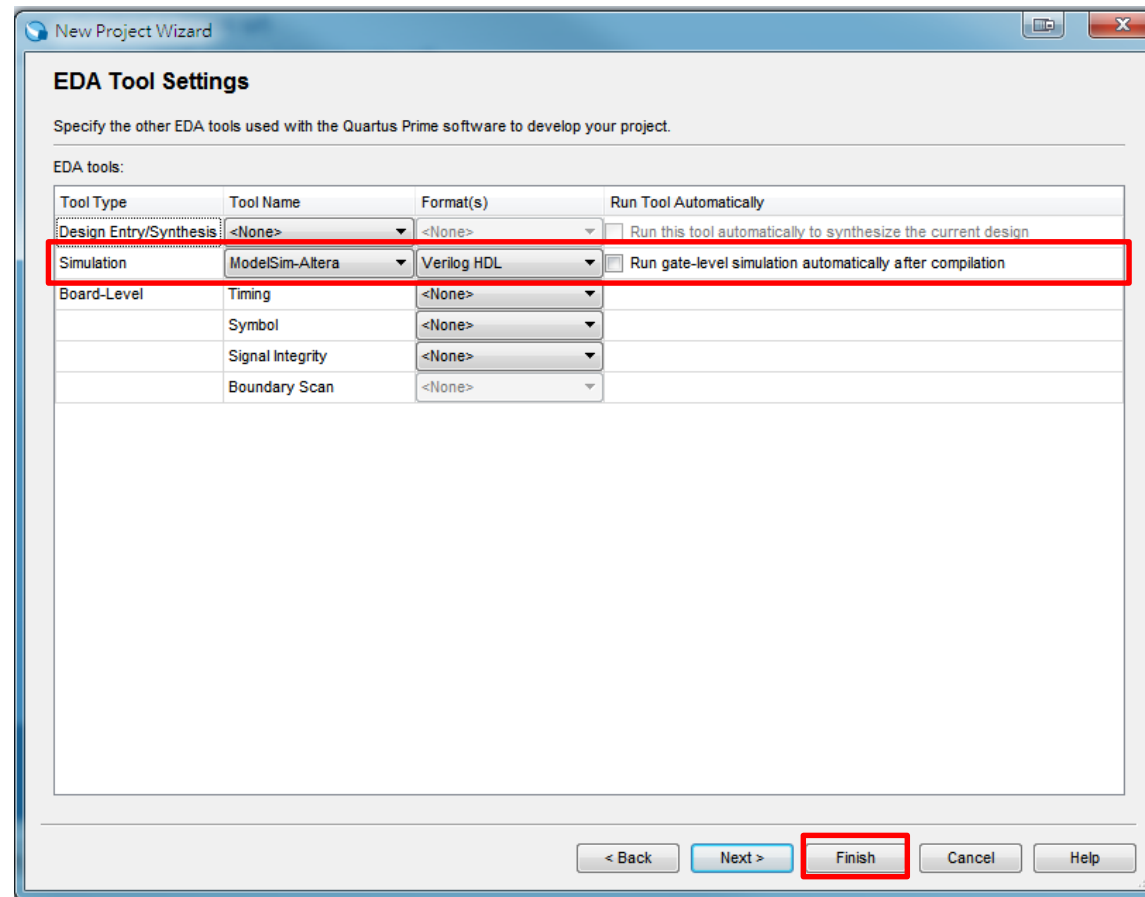 New Project Wizard
EDA Tool Settings
Specify the other EDA tools used with the Quartus Prime software to develop your project.
EDA tools:
Tool Type Tool Name Format(s) Run Tool Automatically
Design Entry/Synthesis <None> <None> Run this tool automatically to synthesize the current design
Simulation ModelSim-Altera Verilog HDL Run gate-level simulation automatically after compilation
Board-Level Timing <None>
Symbol <None>
Signal Integrity <None>
Boundary Scan <None>
< Back Next > Finish Cancel Help